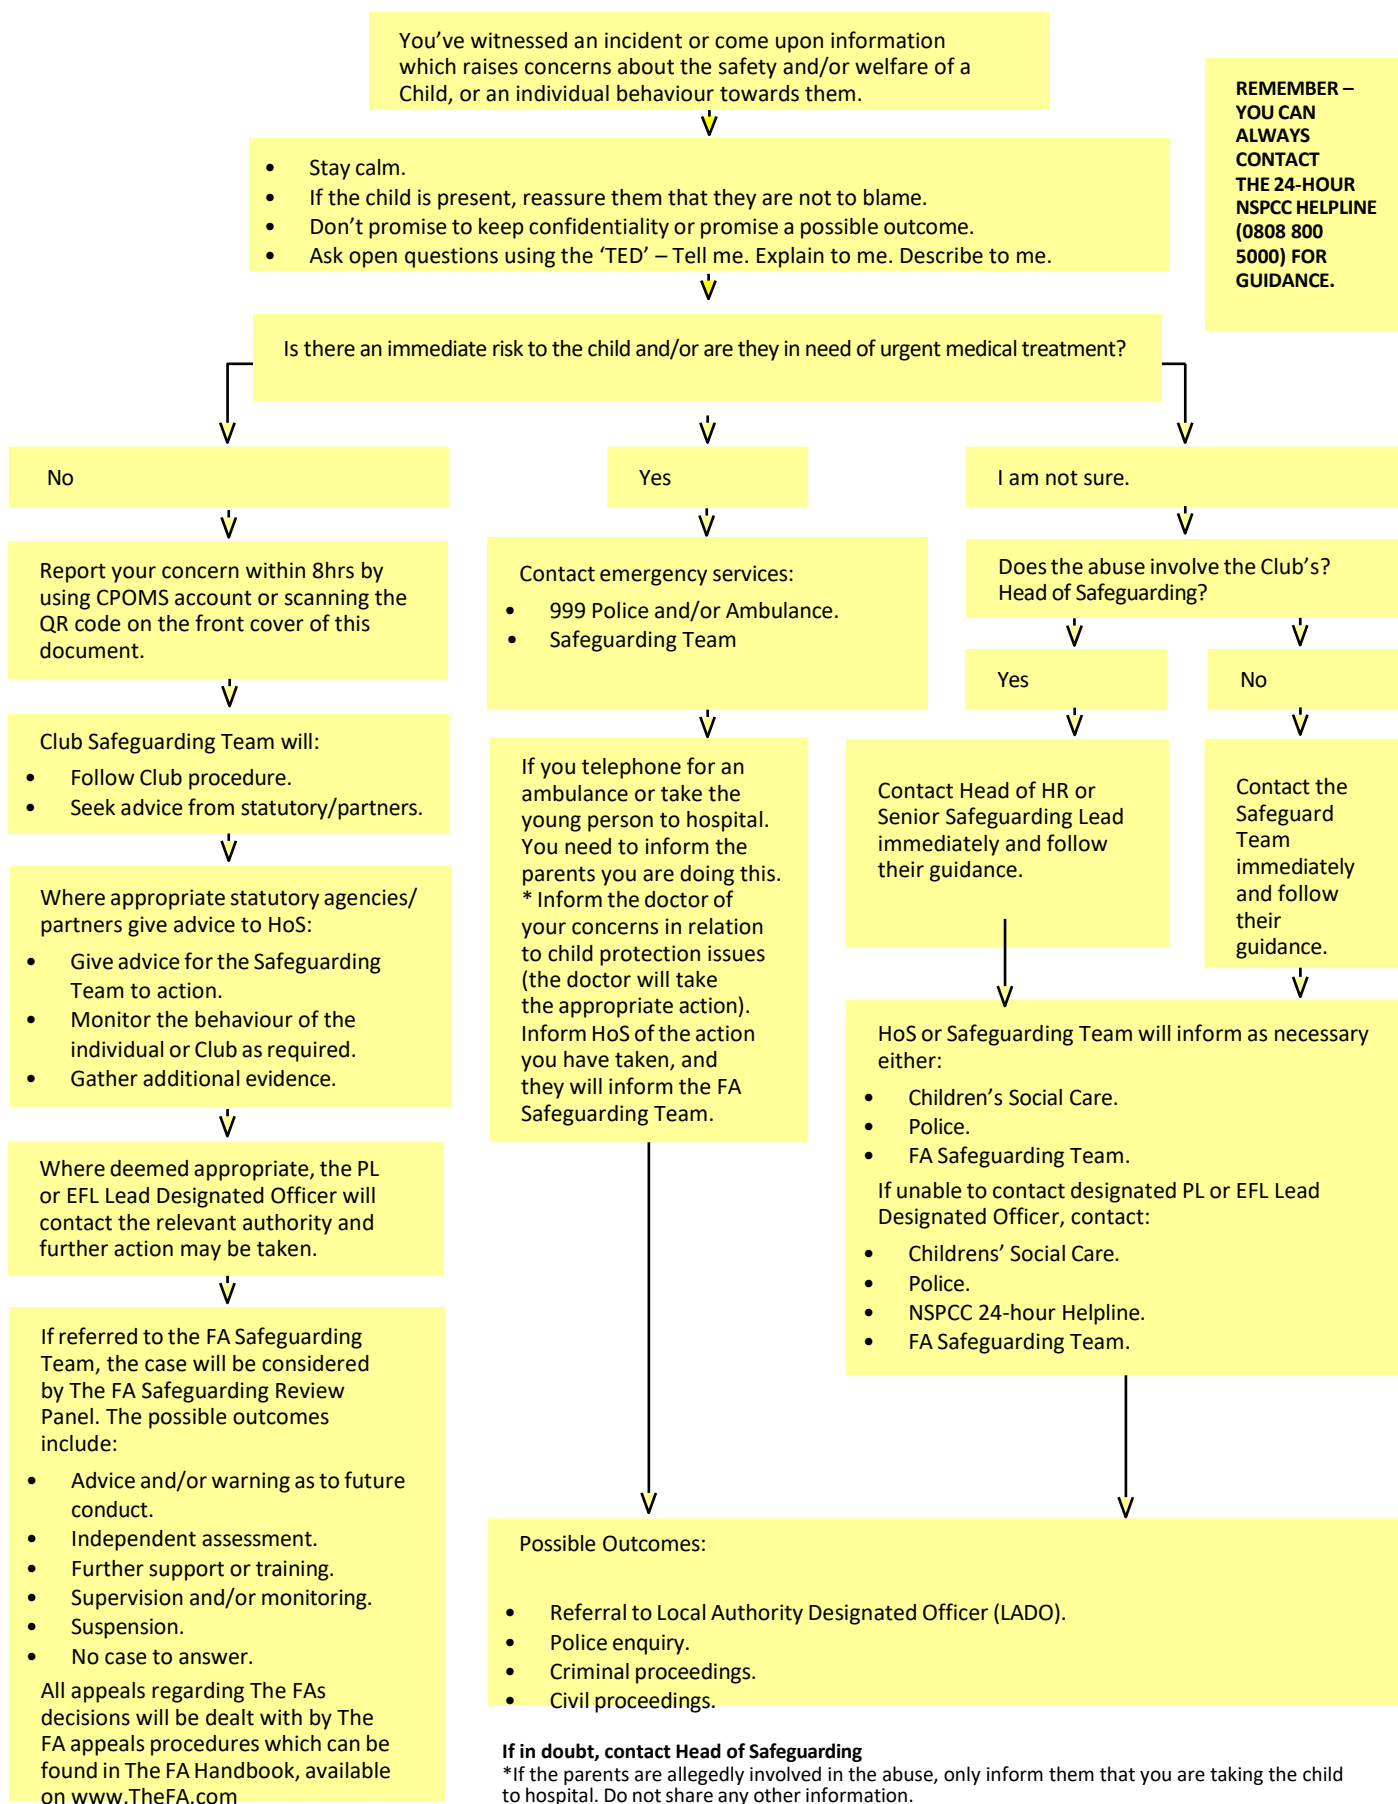 You’ve witnessed an incident or come upon information
which raises concerns about the safety and/or welfare of a
Child, or an individual behaviour towards them.
REMEMBER –
YOU CAN
ALWAYS
CONTACT
THE 24-HOUR
NSPCC HELPLINE
(0808 800
5000) FOR
GUIDANCE.
• Stay calm.
• If the child is present, reassure them that they are not to blame.
• Don’t promise to keep confidentiality or promise a possible outcome.
• Ask open questions using the ‘TED’ – Tell me. Explain to me. Describe to me.
Is there an immediate risk to the child and/or are they in need of urgent medical treatment?
No
Report your concern within 8hrs by
using CPOMS account or scanning the
QR code on the front cover of this
document.
Club Safeguarding Team will:
• Follow Club procedure.
• Seek advice from statutory/partners.
Where appropriate statutory agencies/
partners give advice to HoS:
• Give advice for the Safeguarding
Team to action.
• Monitor the behaviour of the
individual or Club as required.
• Gather additional evidence.
Where deemed appropriate, the PL
or EFL Lead Designated Officer will
contact the relevant authority and
further action may be taken.
If referred to the FA Safeguarding
Team, the case will be considered
by The FA Safeguarding Review
Panel. The possible outcomes
include:
• Advice and/or warning as to future
conduct.
• Independent assessment.
• Further support or training.
• Supervision and/or monitoring.
• Suspension.
• No case to answer.
All appeals regarding The FAs
decisions will be dealt with by The
FA appeals procedures which can be
found in The FA Handbook, available
on www.TheFA.com
Yes
Contact emergency services:
• 999 Police and/or Ambulance.
• Safeguarding Team
If you telephone for an
ambulance or take the
young person to hospital.
You need to inform the
parents you are doing this.
* Inform the doctor of
your concerns in relation
to child protection issues
(the doctor will take
the appropriate action).
Inform HoS of the action
you have taken, and
they will inform the FA
Safeguarding Team.
I am not sure.
Does the abuse involve the Club’s?
Head of Safeguarding?
Yes
Contact Head of HR or
Senior Safeguarding Lead
immediately and follow
their guidance.
No
Contact the
Safeguard
Team
immediately
and follow
their
guidance.
HoS or Safeguarding Team will inform as necessary
either:
• Children’s Social Care.
• Police.
• FA Safeguarding Team.
If unable to contact designated PL or EFL Lead
Designated Officer, contact:
• Childrens’ Social Care.
• Police.
• NSPCC 24-hour Helpline.
• FA Safeguarding Team.
Possible Outcomes:
• Referral to Local Authority Designated Officer (LADO).
• Police enquiry.
• Criminal proceedings.
• Civil proceedings.
If in doubt, contact Head of Safeguarding
*If the parents are allegedly involved in the abuse, only inform them that you are taking the child
to hospital. Do not share any other information.